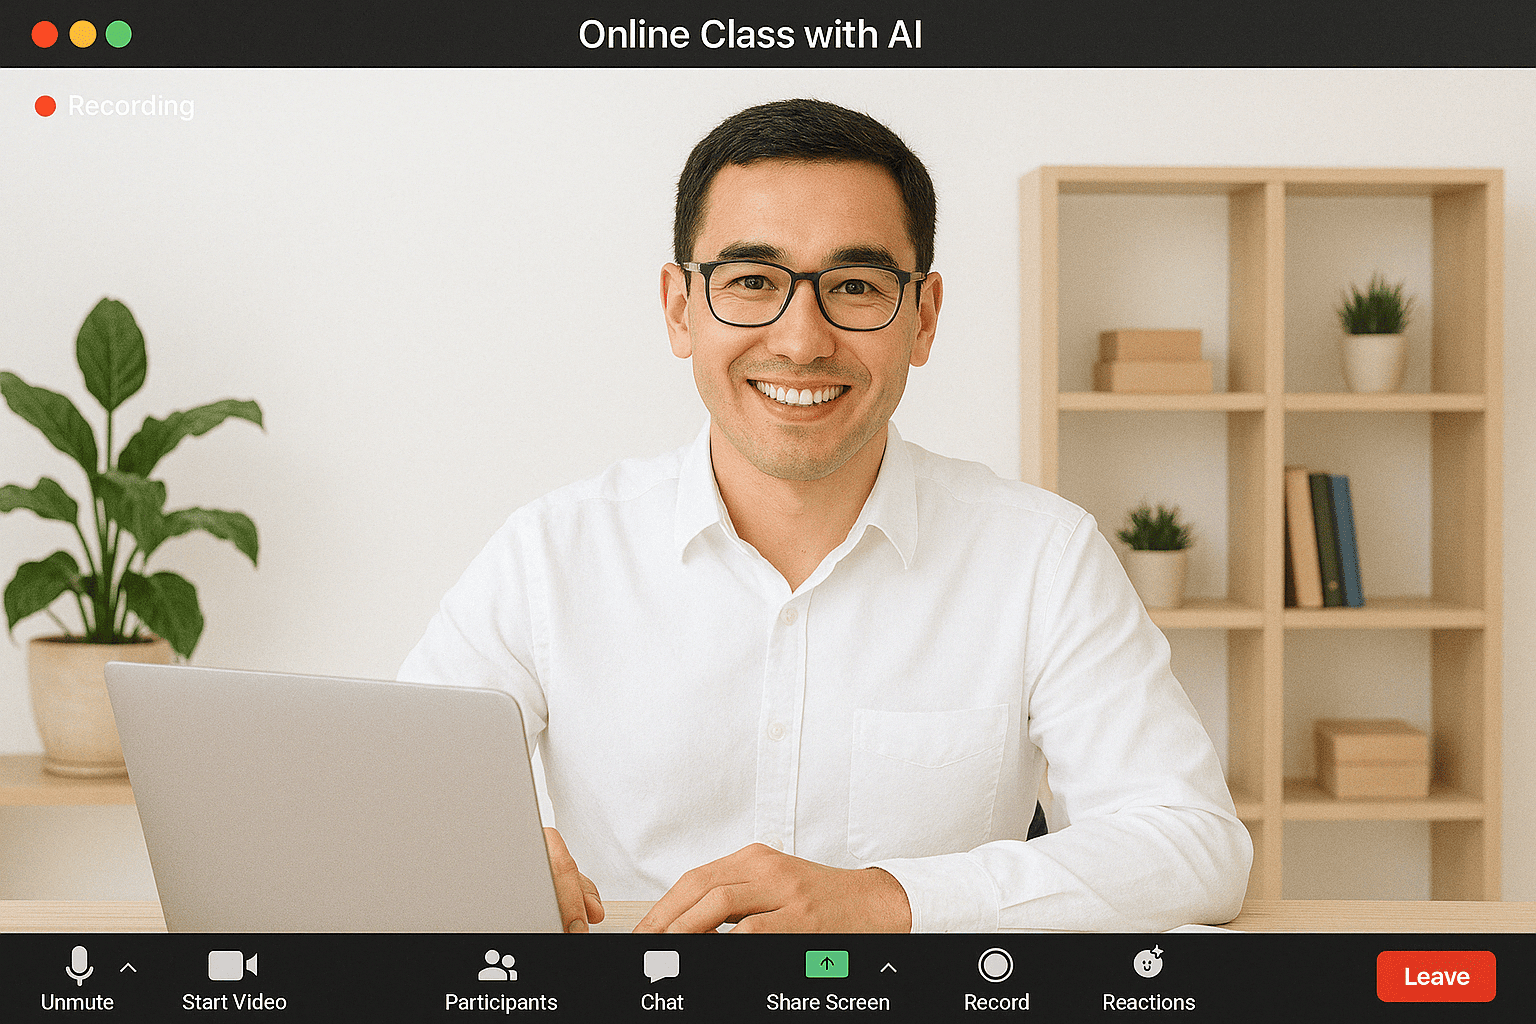 Online Class with AI
Recording
Unmute
Start Video
Participants
Chat
Share Screen
Record
Reactions
Leave